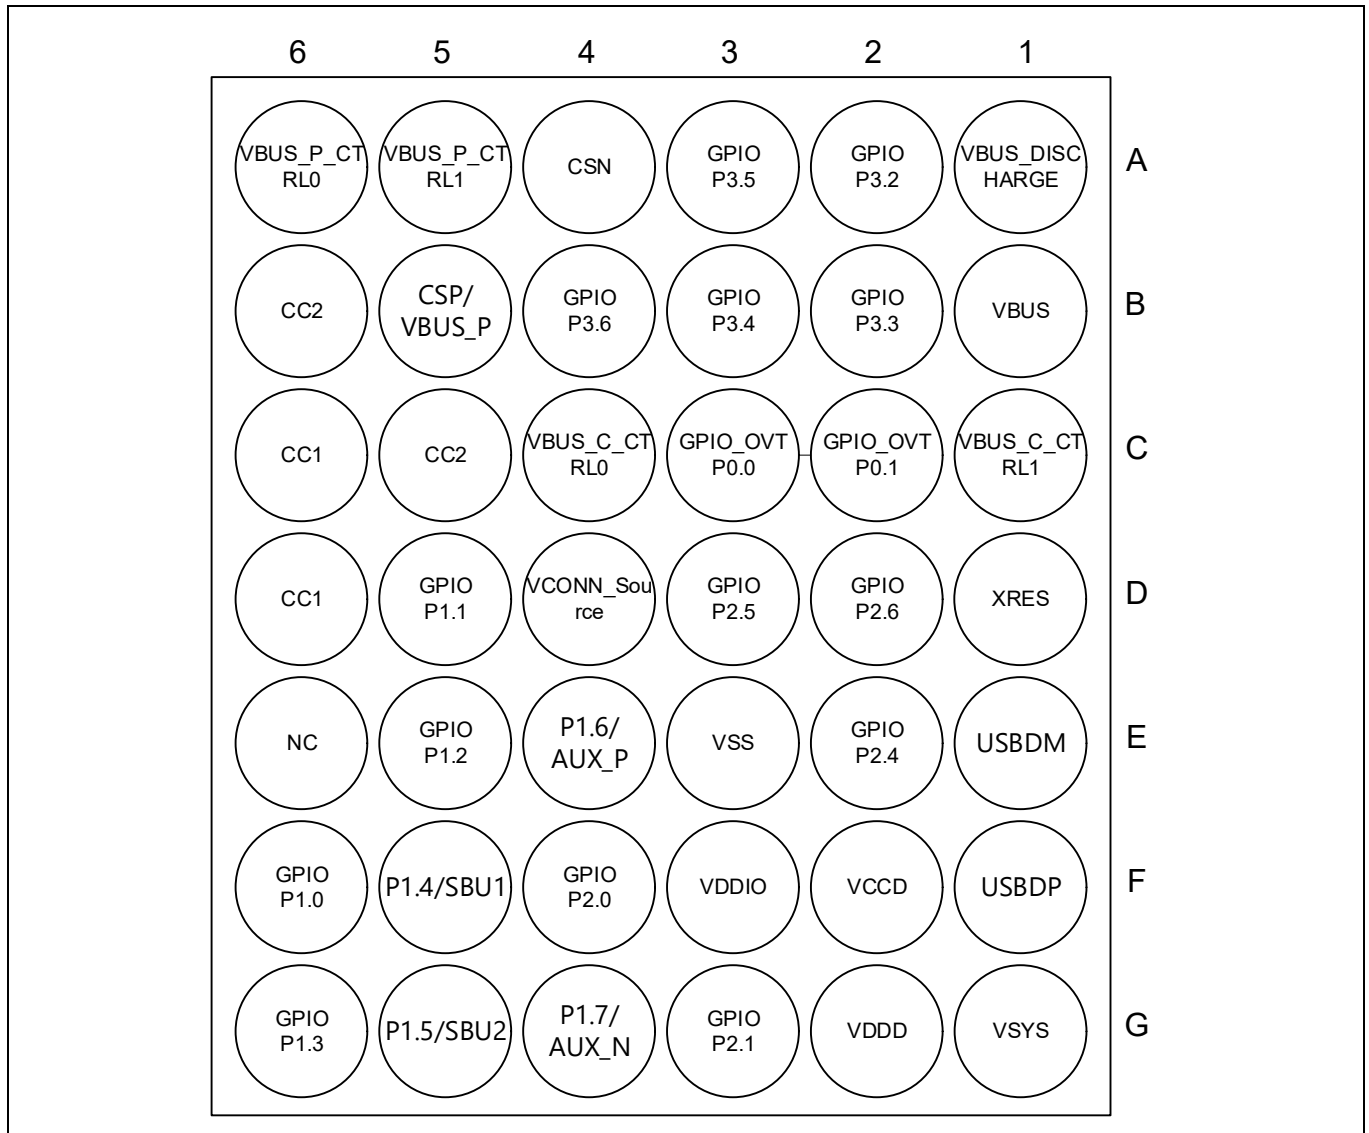 6 5 4 3 2 1
VBUS_P_CT
RL0
VBUS_P_CT
RL1
CSN
GPIO
P3.5
GPIO
P3.2
VBUS_DISC
HARGE
A
CC2
CSP/
VBUS_P
GPIO
P3.6
GPIO
P3.4
GPIO
P3.3
VBUS
B
CC1
CC2
VBUS_C_CT
RL0
GPIO_OVT
P0.0
GPIO_OVT
P0.1
VBUS_C_CT
RL1
C
CC1
GPIO
P1.1
VCONN_Sou
rce
GPIO
P2.5
GPIO
P2.6
XRES
D
NC
GPIO
P1.2
P1.6/
AUX_P
VSS
GPIO
P2.4
USBDM
E
GPIO
P1.0
P1.4/SBU1
GPIO
P2.0
VDDIO
VCCD
USBDP
F
GPIO
P1.3
P1.5/SBU2
P1.7/
AUX_N
GPIO
P2.1
VDDD
VSYS
G